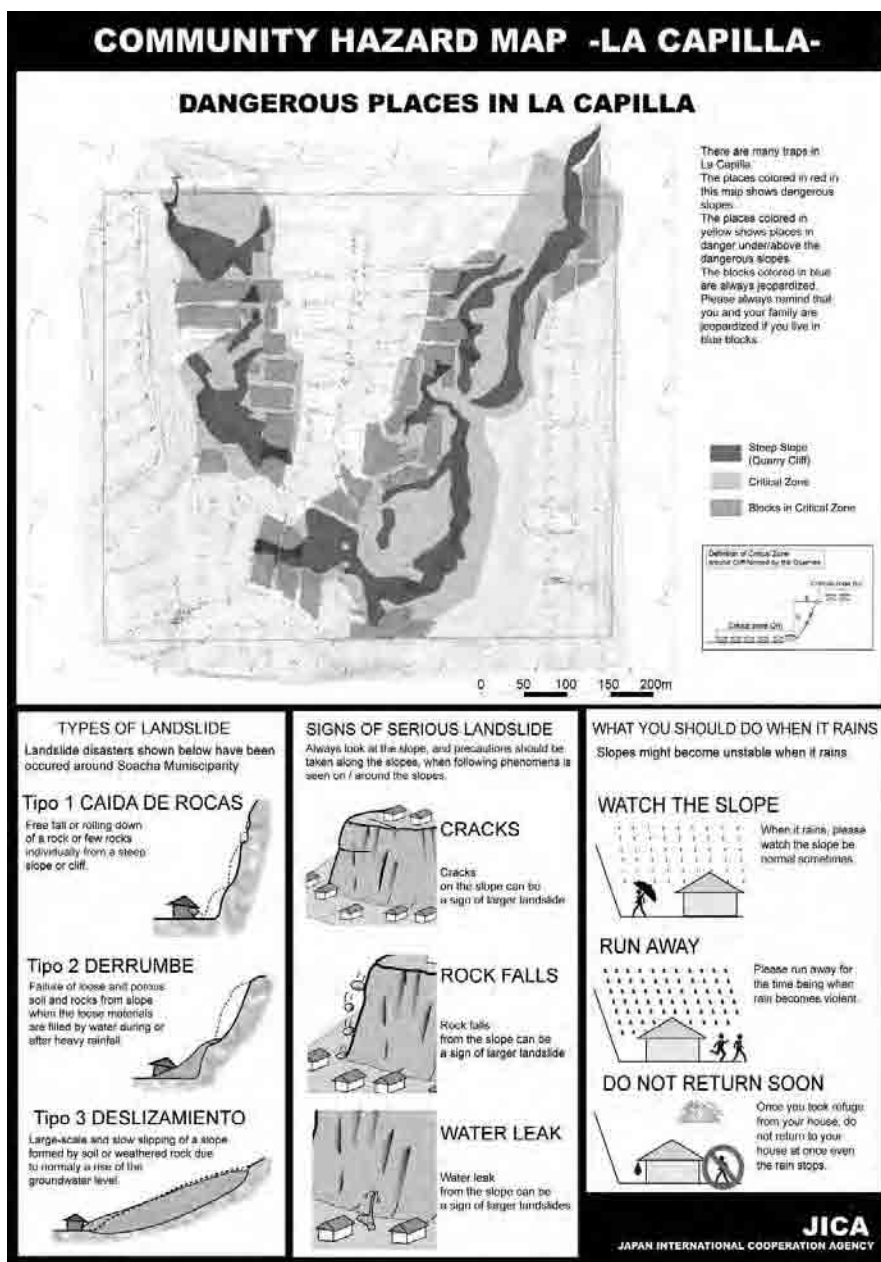 COMMUNITY HAZARD MAP -LA CAPILLA-
DANGEROUS PLACES IN LA CAPILLA
There are many traps in
La Capilla.
The places colored in red in
this map shows dangerous
slopes.
The places colored in
yellow shows places in
danger under/above the
dangerous slopes.
The blocks colored in blue
are always jeopardized.
Please always remind that
you and your family are
jeopardized if you live in
blue blocks.
Steep Slope
(Quarry Cliff)
Critical Zone
Blocks in Critical Zone
Definition of Critical Zone
around Cliff formed by the Quarries
0 50 100 150 200m
TYPES OF LANDSLIDE
Landslide disasters shown below have been
occured around Soacha Munisciparity
Tipo 1 CAIDA DE ROCAS
Free fall or rolling down
of a rock or few rocks
individually from a steep
slope or cliff.
Tipo 2 DERRUMBE
Failure of loose and porous
soil and rocks from slope
when the loose materials
are filled by water during or
after heavy rainfall
Tipo 3 DESLIZAMIENTO
Large-scale and slow slipping of a slope
formed by soil or weathered rock due
to normaly a rise of the
groundwater level.
SIGNS OF SERIOUS LANDSLIDE
Always look at the slope, and precautions should be
taken along the slopes, when following phenomena is
seen on / around the slopes.
CRACKS
Cracks
on the slope can be
a sign of larger landslide
ROCK FALLS
Rock falls
from the slope can be
a sign of larger landslide
WATER LEAK
Water leak
from the slope can be
a sign of larger landslides
WHAT YOU SHOULD DO WHEN IT RAINS
Slopes might become unstable when it rains
WATCH THE SLOPE
When it rains, please
watch the slope be
normal sometimes.
RUN AWAY
Please run away for
the time being when
rain becomes violent.
DO NOT RETURN SOON
Once you took refuge
from your house, do
not return to your
house at once even
the rain stops.
JICA
JAPAN INTERNATIONAL COOPERATION AGENCY